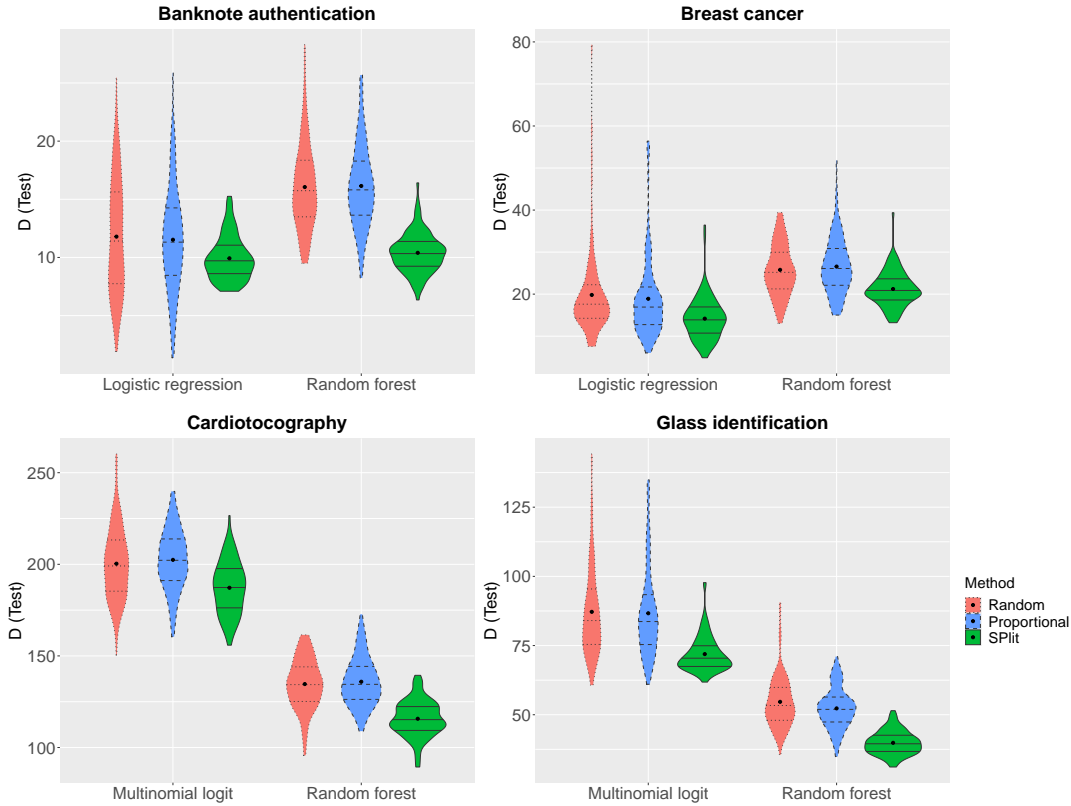 Banknote authentication
D (Test)
20
10
Logistic regression
Random forest
Breast cancer
D (Test)
80
60
40
20
Logistic regression
Random forest
Cardiotocography
D (Test)
250
200
150
100
Multinomial logit
Random forest
Glass identification
D (Test)
125
100
75
50
Multinomial logit
Random forest
Method
Random
Proportional
SPlit